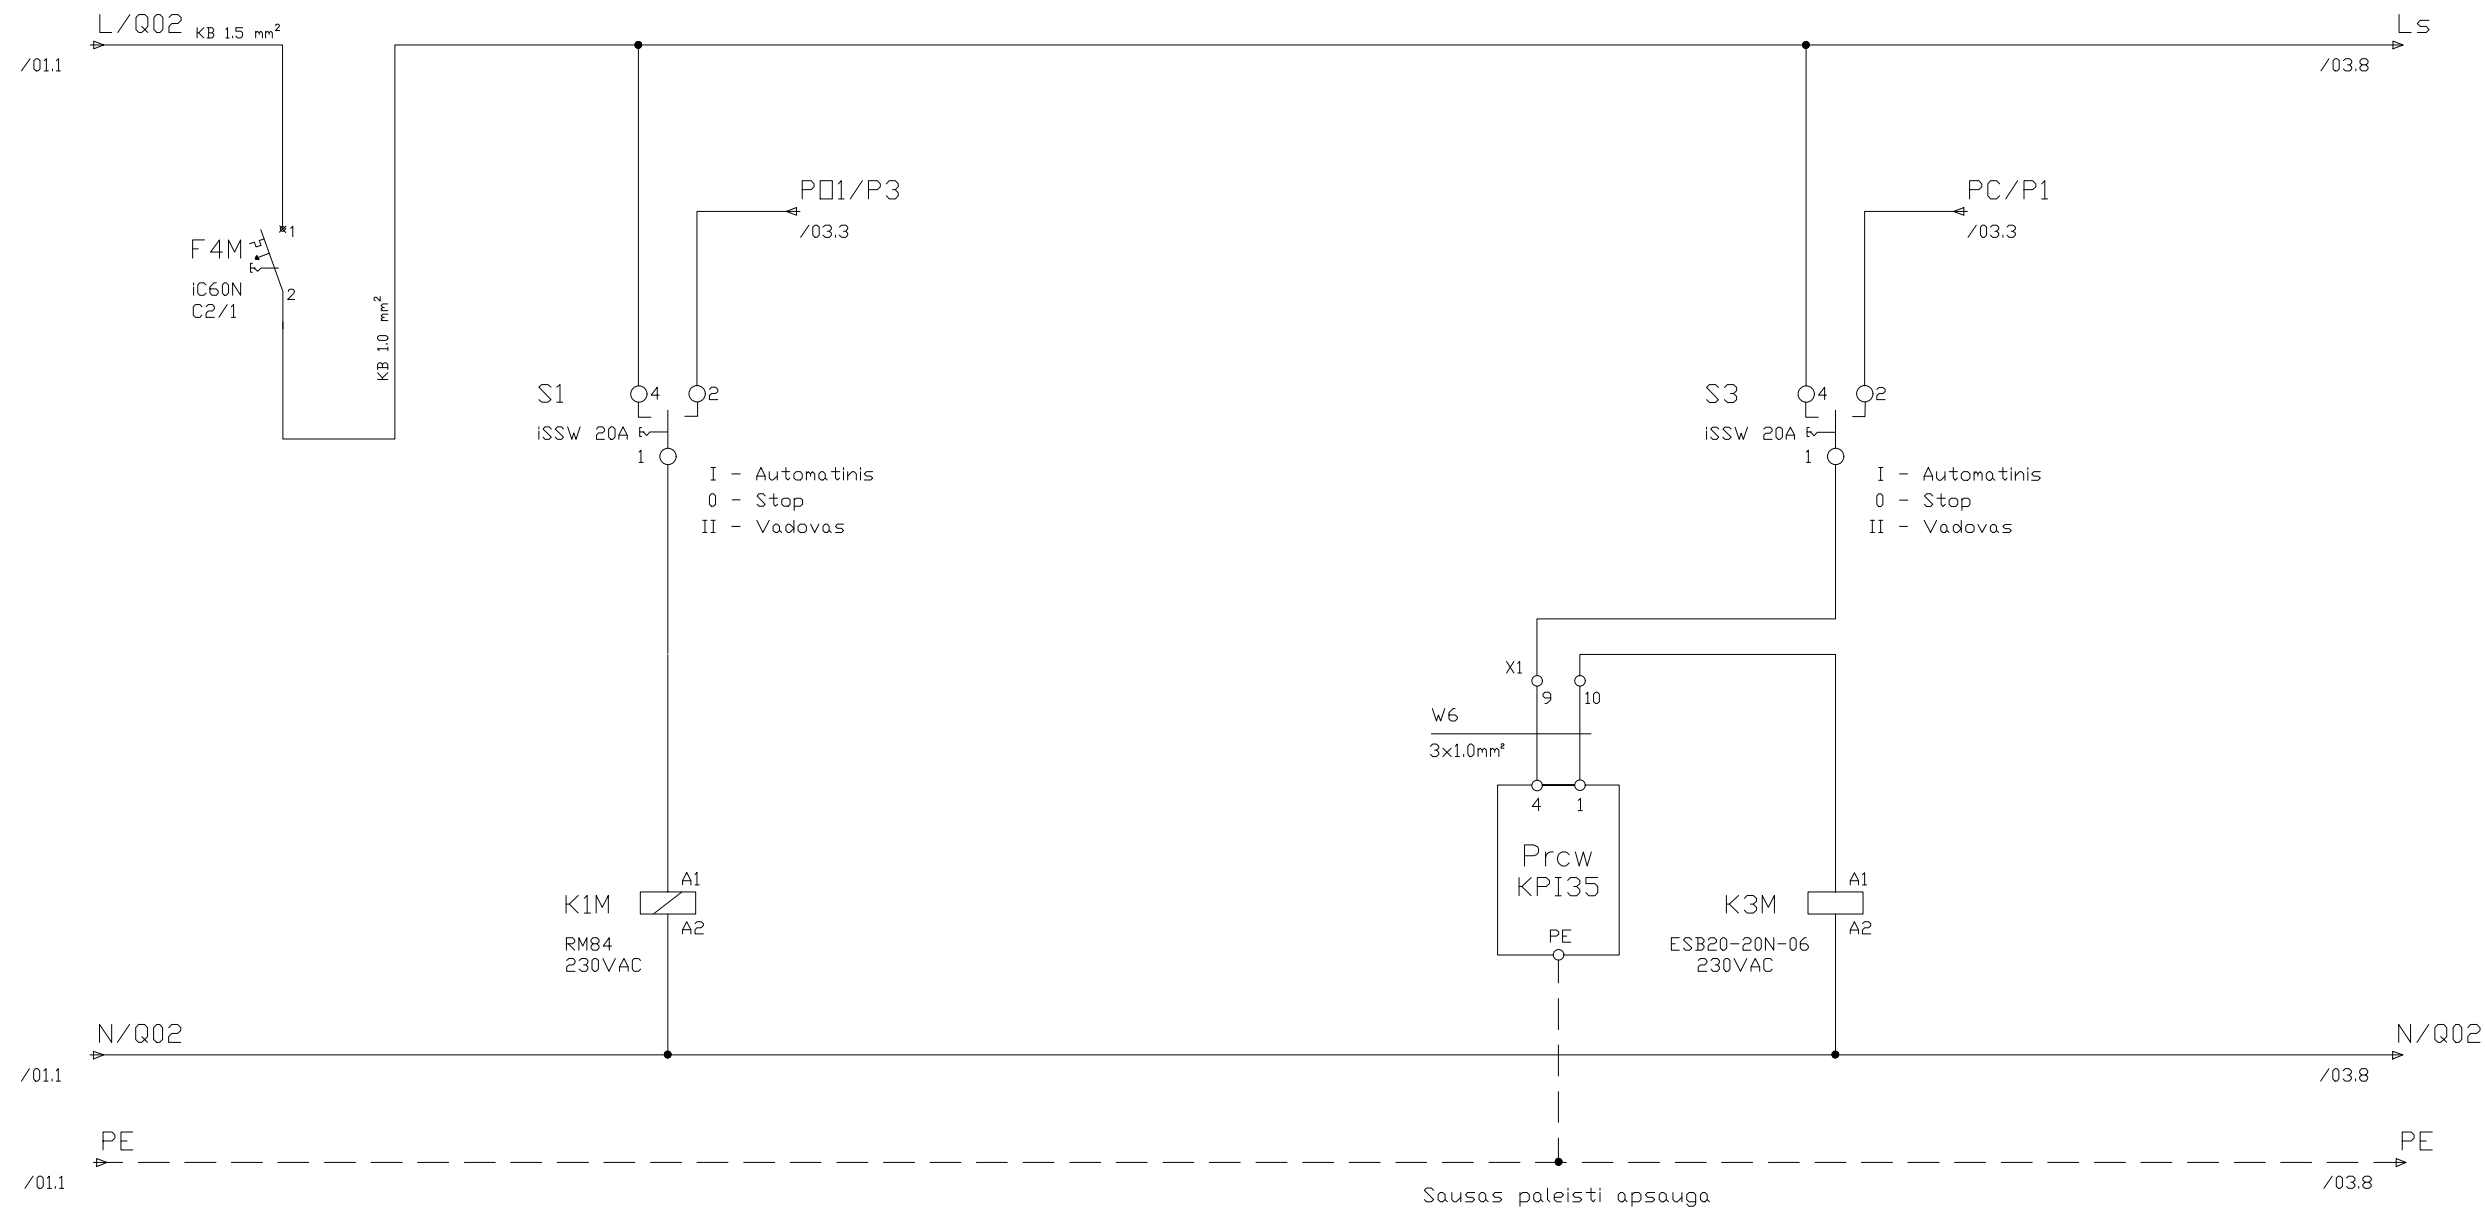 L/Q02 KB 1.5 mm²
Ls
/01.1
/03.8
PO1/P3
/03.3
PC/P1
/03.3
F4M
1
iC60N
C2/1
2
KB 1.0 mm²
S1
4
2
iSSW 20A
1
I - Automatinis
0 - Stop
II - Vadovas
S3
4
2
iSSW 20A
1
I - Automatinis
0 - Stop
II - Vadovas
X1
9
10
W6
3x1.0mm²
4
1
Prcw
KPI35
PE
K1M
A1
A2
RM84
230VAC
K3M
A1
A2
ESB20-20N-06
230VAC
N/Q02
N/Q02
/01.1
/03.8
PE
PE
/01.1
/03.8
Sausas paleisti apsauga